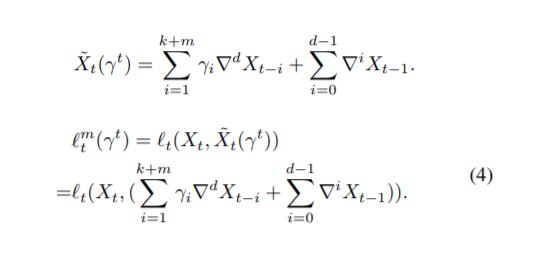 X̃_t(γ^t) = ∑_{i=1}^{k+m} γ_i ∇^d X_{t−i} + ∑_{i=0}^{d−1} ∇^i X_{t−1}.
ℓ_t^m(γ^t) = ℓ_t(X_t, X̃_t(γ^t))
=ℓ_t(X_t, (∑_{i=1}^{k+m} γ_i ∇^d X_{t−i} + ∑_{i=0}^{d−1} ∇^i X_{t−1})). (4)